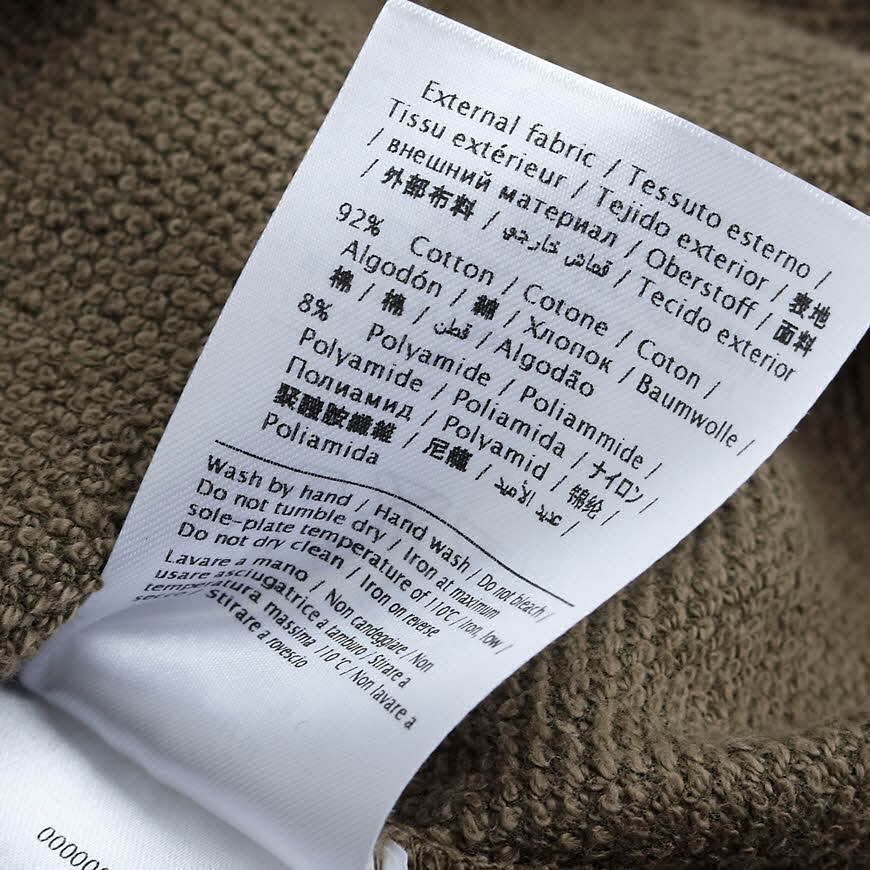 External fabric / Tessuto esterno /
Tissu extérieur / Tejido exterior / 表地
/ внешний материал / Oberstoff / 面料
/ 外部布料 / قماش خارجي / Tecido exterior
92% Cotton / Cotone / Coton /
Algodón / 綿 / Хлопок / Baumwolle /
棉 / 棉 / قطن / Algodão
8% Polyamide / Poliammide /
Polyamide / Poliamida / ナイロン /
Полиамид / Polyamid / 锦纶 /
聚醯胺纖維 / 尼龍 / /
Poliamida
Wash by hand / Hand wash / Do not bleach /
Do not tumble dry / Iron at maximum
sole-plate temperature of 110°C / Iron, low /
Do not dry clean / Iron on reverse
Lavare a mano / Non candeggiare / Non
usare asciugatrice a tamburo / Stirare a
temperatura massima 110°C / Non lavare a
stirare a rovescio